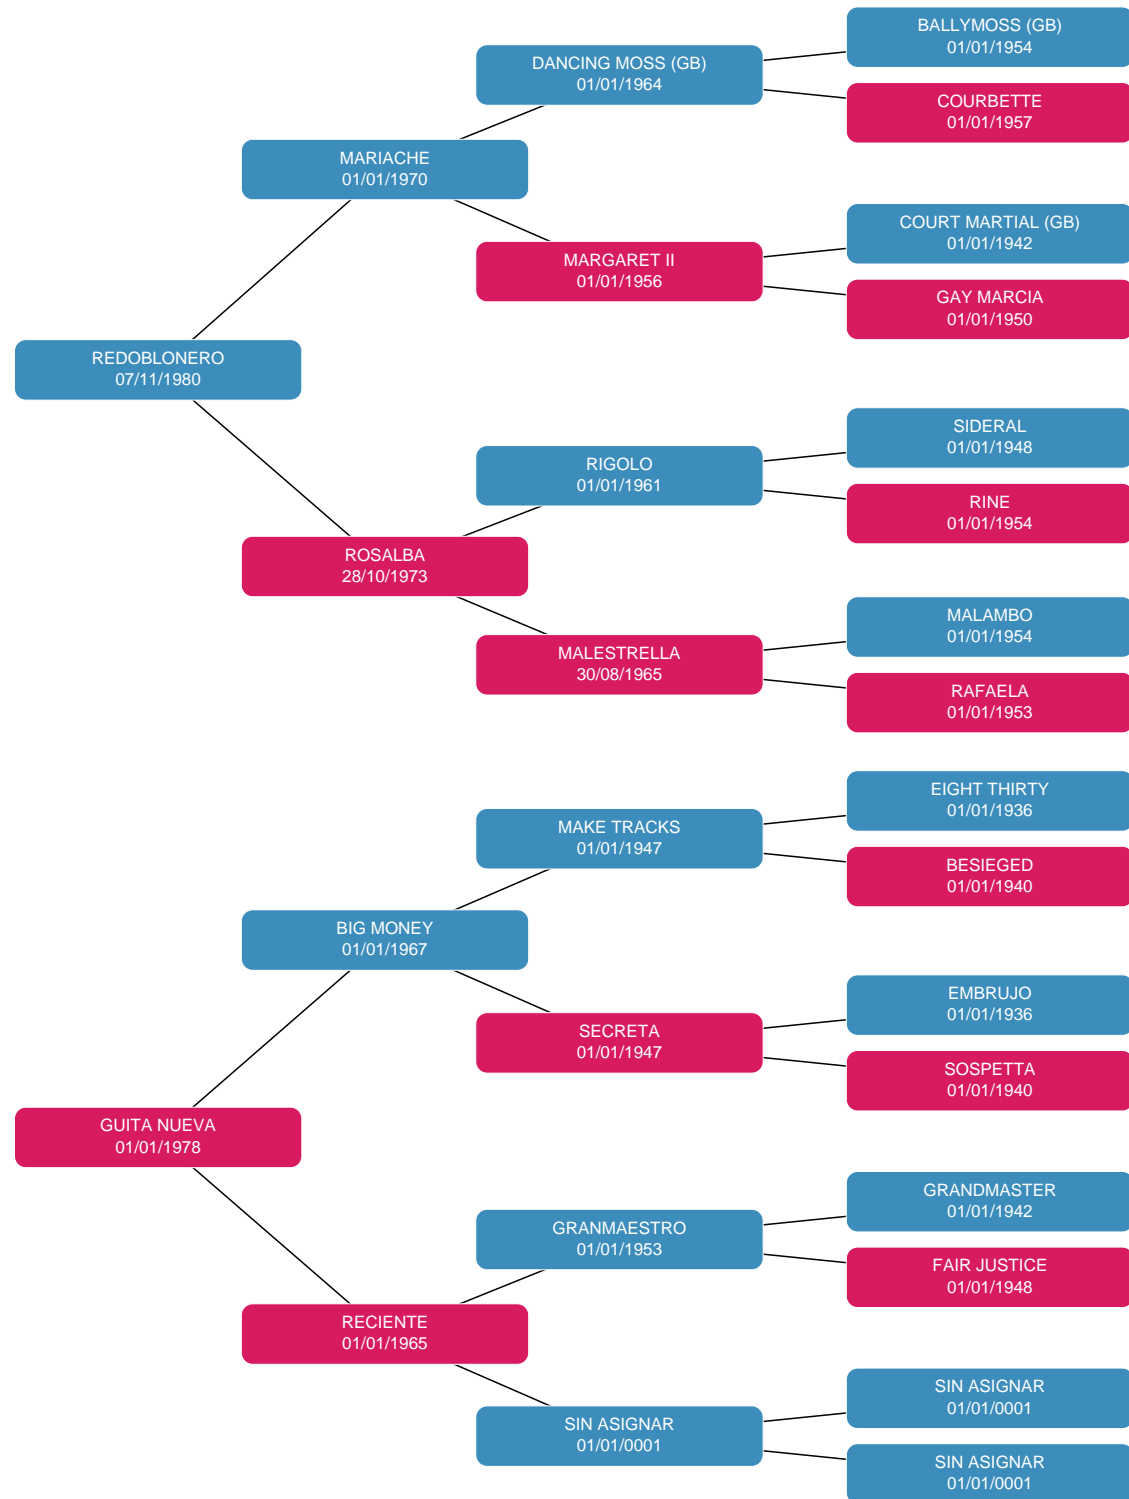 BALLYMOSS (GB)
01/01/1954
DANCING MOSS (GB)
01/01/1964
COURBETTE
01/01/1957
MARIACHE
01/01/1970
COURT MARTIAL (GB)
01/01/1942
MARGARET II
01/01/1956
GAY MARCIA
01/01/1950
REDOBLONERO
07/11/1980
SIDERAL
01/01/1948
RIGOLO
01/01/1961
RINE
01/01/1954
ROSALBA
28/10/1973
MALAMBO
01/01/1954
MALESTRELLA
30/08/1965
RAFAELA
01/01/1953
EIGHT THIRTY
01/01/1936
MAKE TRACKS
01/01/1947
BESIEGED
01/01/1940
BIG MONEY
01/01/1967
EMBRUJO
01/01/1936
SECRETA
01/01/1947
SOSPETTA
01/01/1940
GUITA NUEVA
01/01/1978
GRANDMASTER
01/01/1942
GRANMAESTRO
01/01/1953
FAIR JUSTICE
01/01/1948
RECIENTE
01/01/1965
SIN ASIGNAR
01/01/0001
SIN ASIGNAR
01/01/0001
SIN ASIGNAR
01/01/0001